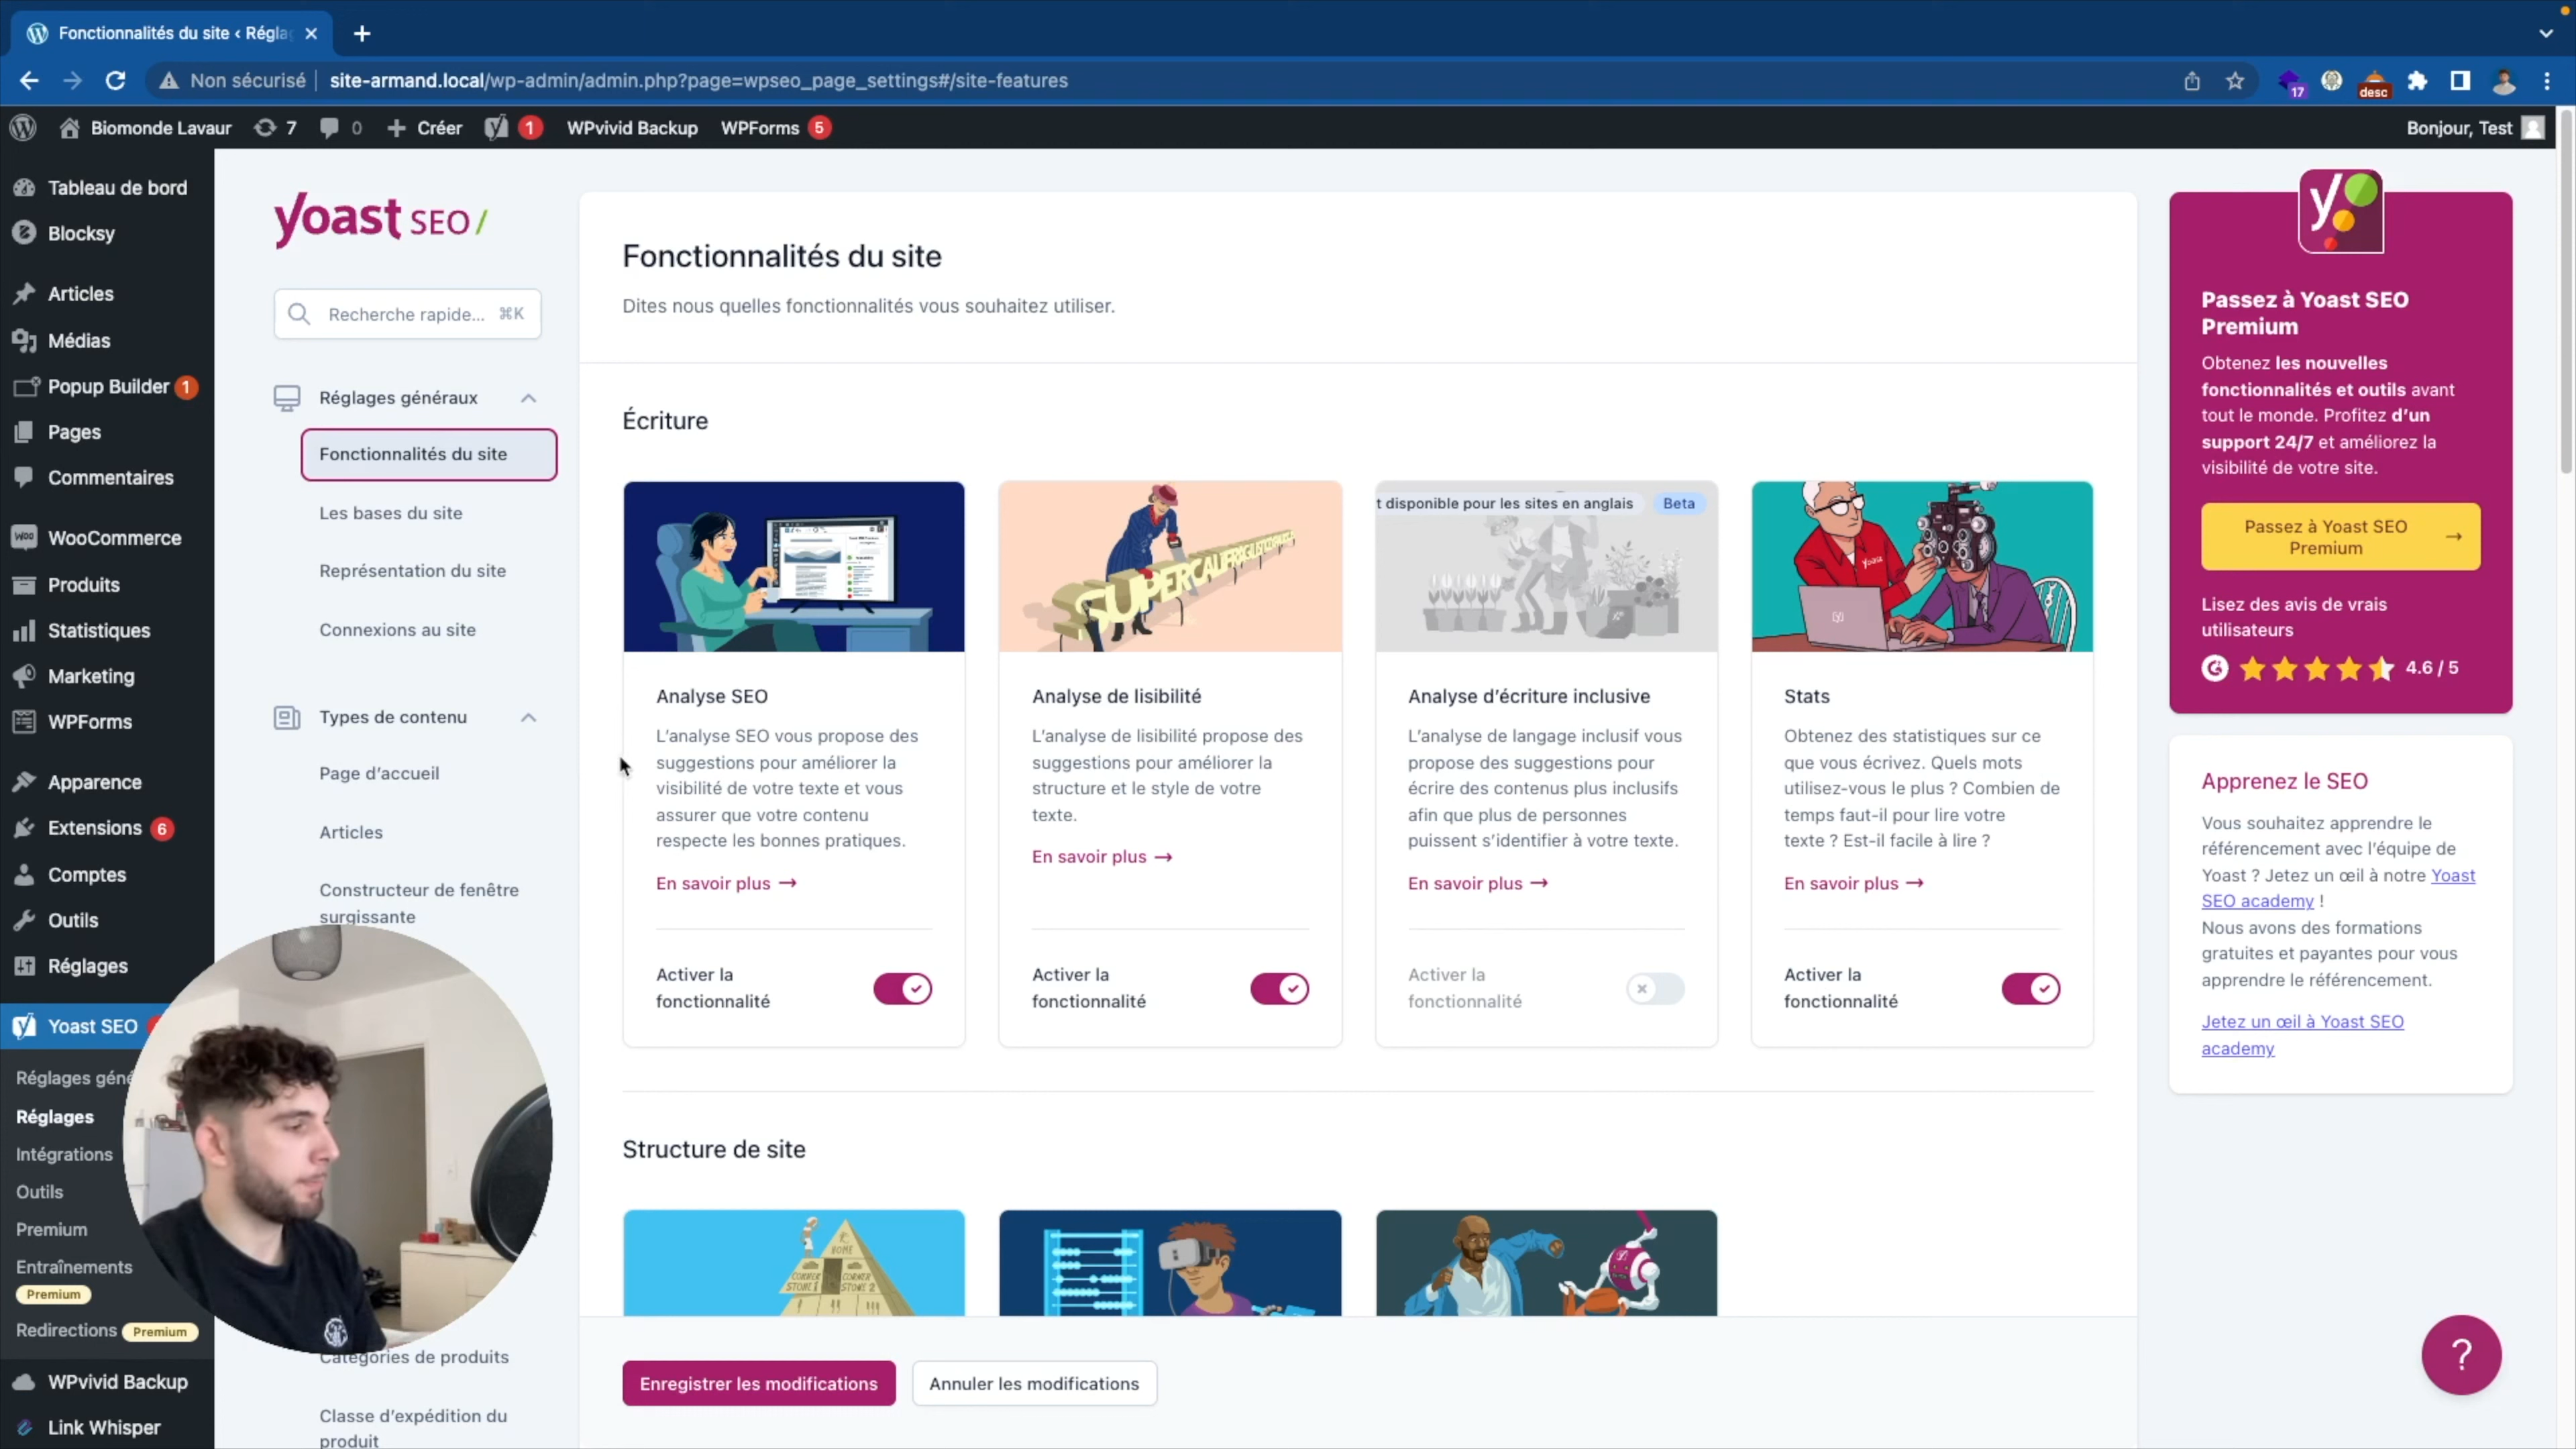 Fonctionnalités du site ‹ Régla
Non sécurisé
site-armand.local/wp-admin/admin.php?page=wpseo_page_settings#/site-features
17
desc
Biomonde Lavaur
7
0
Créer
1
WPvivid Backup
WPForms 5
Bonjour, Test
Tableau de bord
Blocksy
Articles
Médias
Popup Builder 1
Pages
Commentaires
WooCommerce
Produits
Statistiques
Marketing
WPForms
Apparence
Extensions 6
Comptes
Outils
Réglages
Yoast SEO
Réglages géné
Réglages
Intégrations
Outils
Premium
Entraînements
Premium
Redirections Premium
WPvivid Backup
Link Whisper
yoast SEO
Recherche rapide... ⌘K
Réglages généraux
Fonctionnalités du site
Les bases du site
Représentation du site
Connexions au site
Types de contenu
Page d'accueil
Articles
Constructeur de fenêtre
surgissante
Catégories de produits
Classe d'expédition du
produit
Fonctionnalités du site
Dites nous quelles fonctionnalités vous souhaitez utiliser.
Écriture
SUPERCALIFRAGILISTIC
t disponible pour les sites en anglais Beta
Analyse SEO
L'analyse SEO vous propose des
suggestions pour améliorer la
visibilité de votre texte et vous
assurer que votre contenu
respecte les bonnes pratiques.
En savoir plus →
Activer la
fonctionnalité
Analyse de lisibilité
L'analyse de lisibilité propose des
suggestions pour améliorer la
structure et le style de votre
texte.
En savoir plus →
Activer la
fonctionnalité
Analyse d'écriture inclusive
L'analyse de langage inclusif vous
propose des suggestions pour
écrire des contenus plus inclusifs
afin que plus de personnes
puissent s'identifier à votre texte.
En savoir plus →
Activer la
fonctionnalité
Stats
Obtenez des statistiques sur ce
que vous écrivez. Quels mots
utilisez-vous le plus ? Combien de
temps faut-il pour lire votre
texte ? Est-il facile à lire ?
En savoir plus →
Activer la
fonctionnalité
Structure de site
HOME
CORNER STONE 1
CORNER STONE 2
Enregistrer les modifications
Annuler les modifications
Passez à Yoast SEO
Premium
Obtenez les nouvelles
fonctionnalités et outils avant
tout le monde. Profitez d'un
support 24/7 et améliorez la
visibilité de votre site.
Passez à Yoast SEO
Premium →
Lisez des avis de vrais
utilisateurs
4.6 / 5
Apprenez le SEO
Vous souhaitez apprendre le
référencement avec l'équipe de
Yoast ? Jetez un œil à notre Yoast
SEO academy !
Nous avons des formations
gratuites et payantes pour vous
apprendre le référencement.
Jetez un œil à Yoast SEO
academy
?